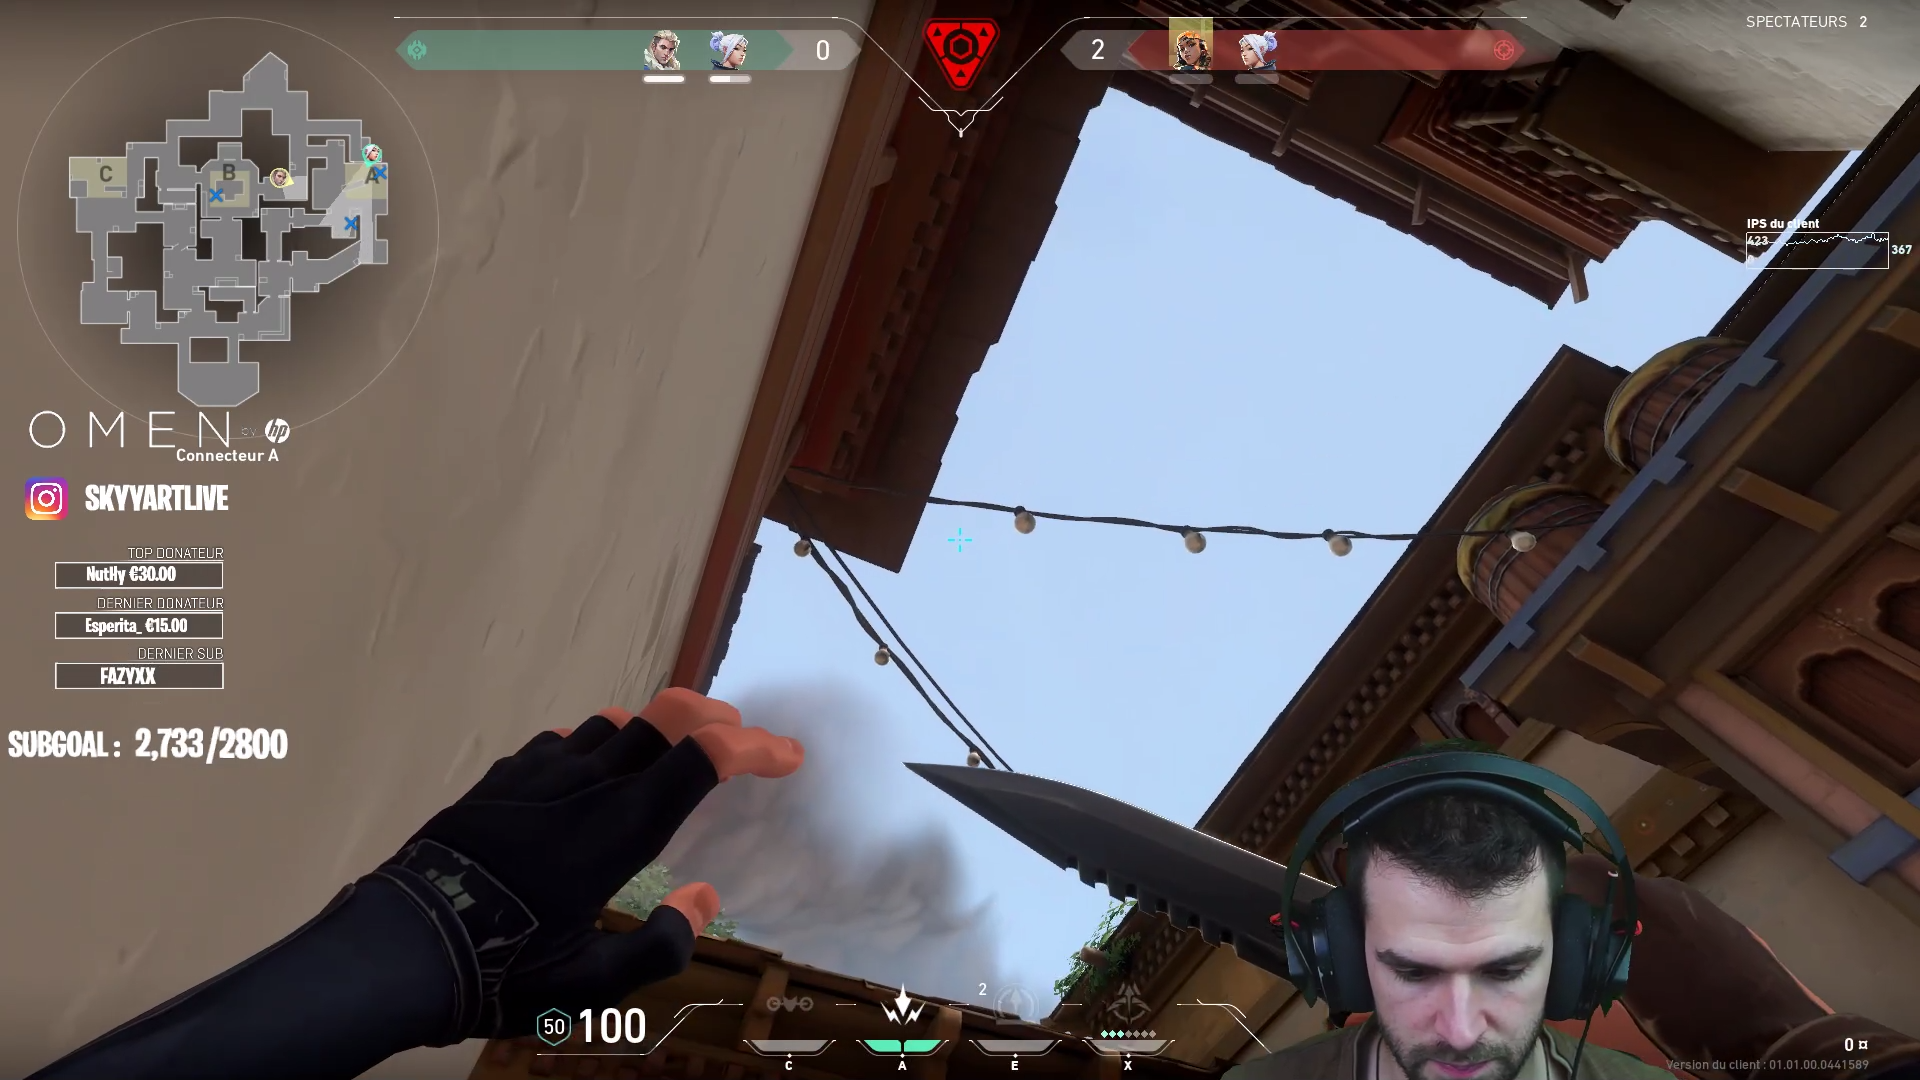 SPECTATEURS 2
0
2
C
B
A
IPS du client
423
0
367
OMEN by hp
Connecteur A
SKYYARTLIVE
TOP DONATEUR
Nutlly €30.00
DERNIER DONATEUR
Esperita_ €15.00
DERNIER SUB
FAZYXX
SUBGOAL : 2,733/2800
2
50 100
C
A
E
X
0 ¤
Version du client : 01.01.00.0441589